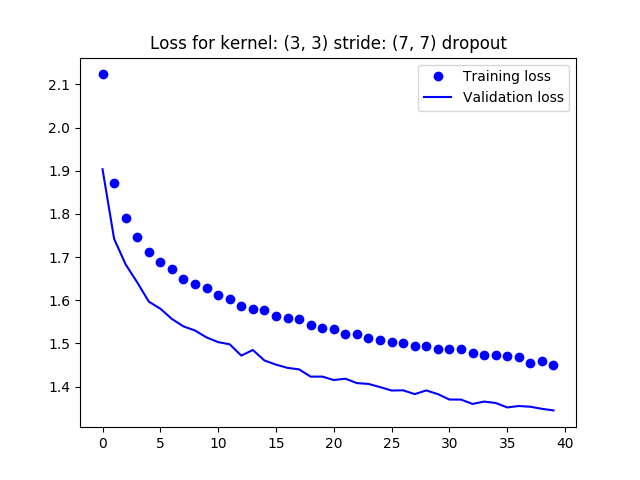 Loss for kernel: (3, 3) stride: (7, 7) dropout
Training loss
Validation loss
2.1
2.0
1.9
1.8
1.7
1.6
1.5
1.4
0 5 10 15 20 25 30 35 40